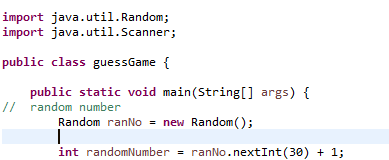 import java.util.Random;
import java.util.Scanner;
public class guessGame {
public static void main(String[] args) {
// random number
Random ranNo = new Random();
int randomNumber = ranNo.nextInt(30) + 1;